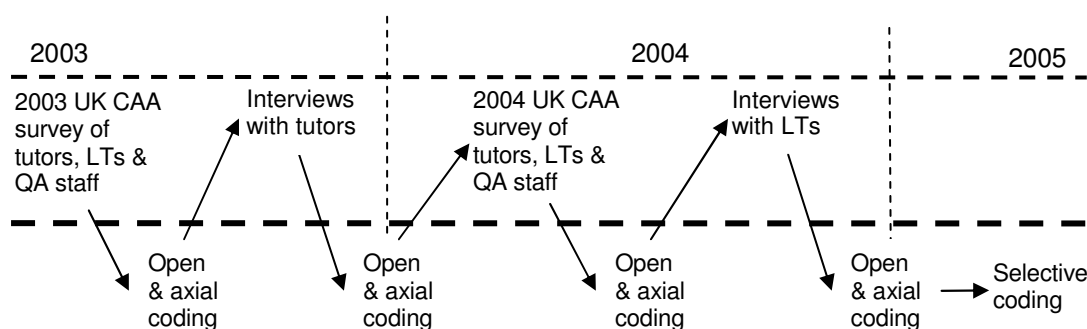 2003
2004
2005
2003 UK CAA
survey of
tutors, LTs &
QA staff
Interviews
with tutors
2004 UK CAA
survey of
tutors, LTs &
QA staff
Interviews
with LTs
Open
& axial
coding
Open
& axial
coding
Open
& axial
coding
Open
& axial
coding
Selective
coding